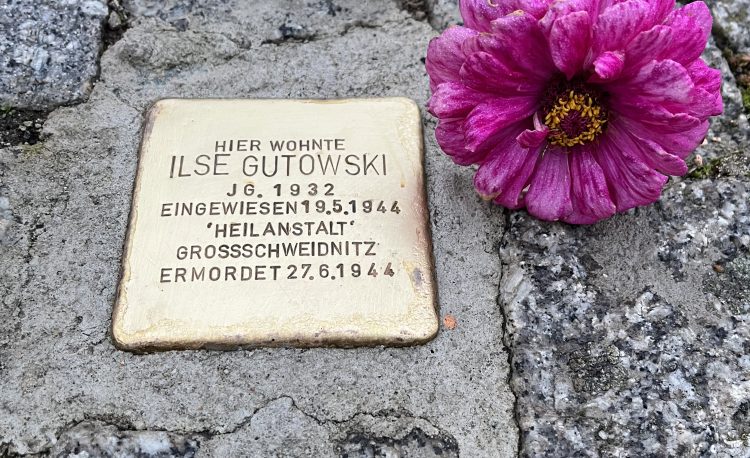 HIER WOHNTE
ILSE GUTOWSKI
JG. 1932
EINGEWIESEN 19.5.1944
'HEILANSTALT'
GROSSSCHWEIDNITZ
ERMORDET 27.6.1944